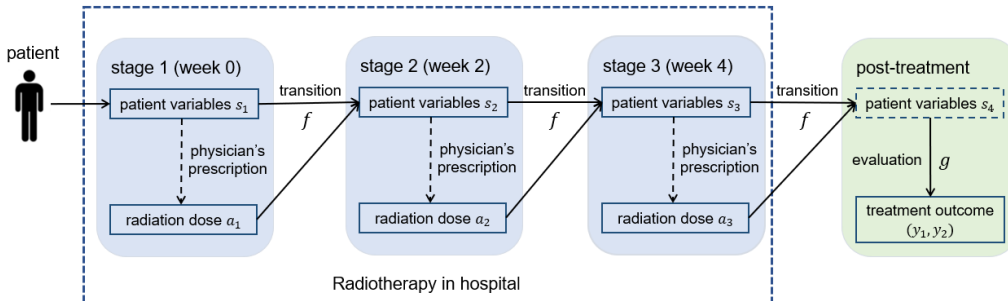 patient
stage 1 (week 0)
patient variables s₁
physician's
prescription
radiation dose a₁
transition
f
stage 2 (week 2)
patient variables s₂
physician's
prescription
radiation dose a₂
transition
f
stage 3 (week 4)
patient variables s₃
physician's
prescription
radiation dose a₃
transition
f
post-treatment
patient variables s₄
evaluation g
treatment outcome
(y₁, y₂)
Radiotherapy in hospital